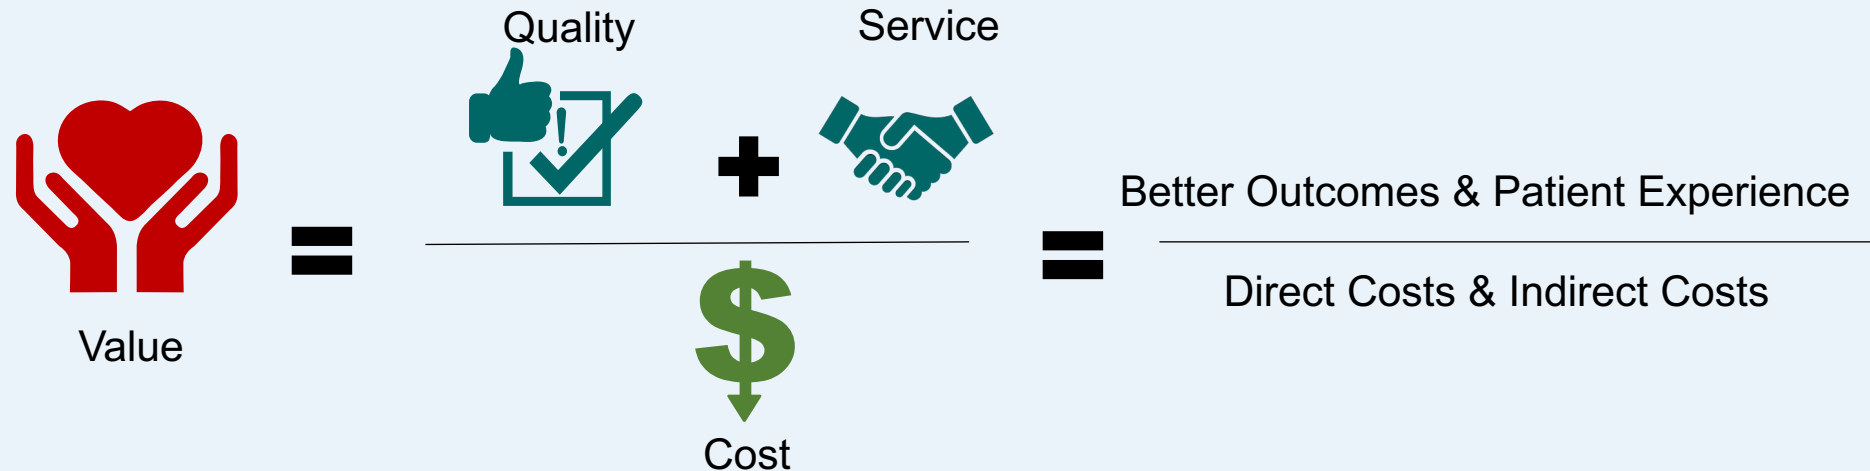 Quality
Service
Value
Cost
Better Outcomes & Patient Experience
Direct Costs & Indirect Costs